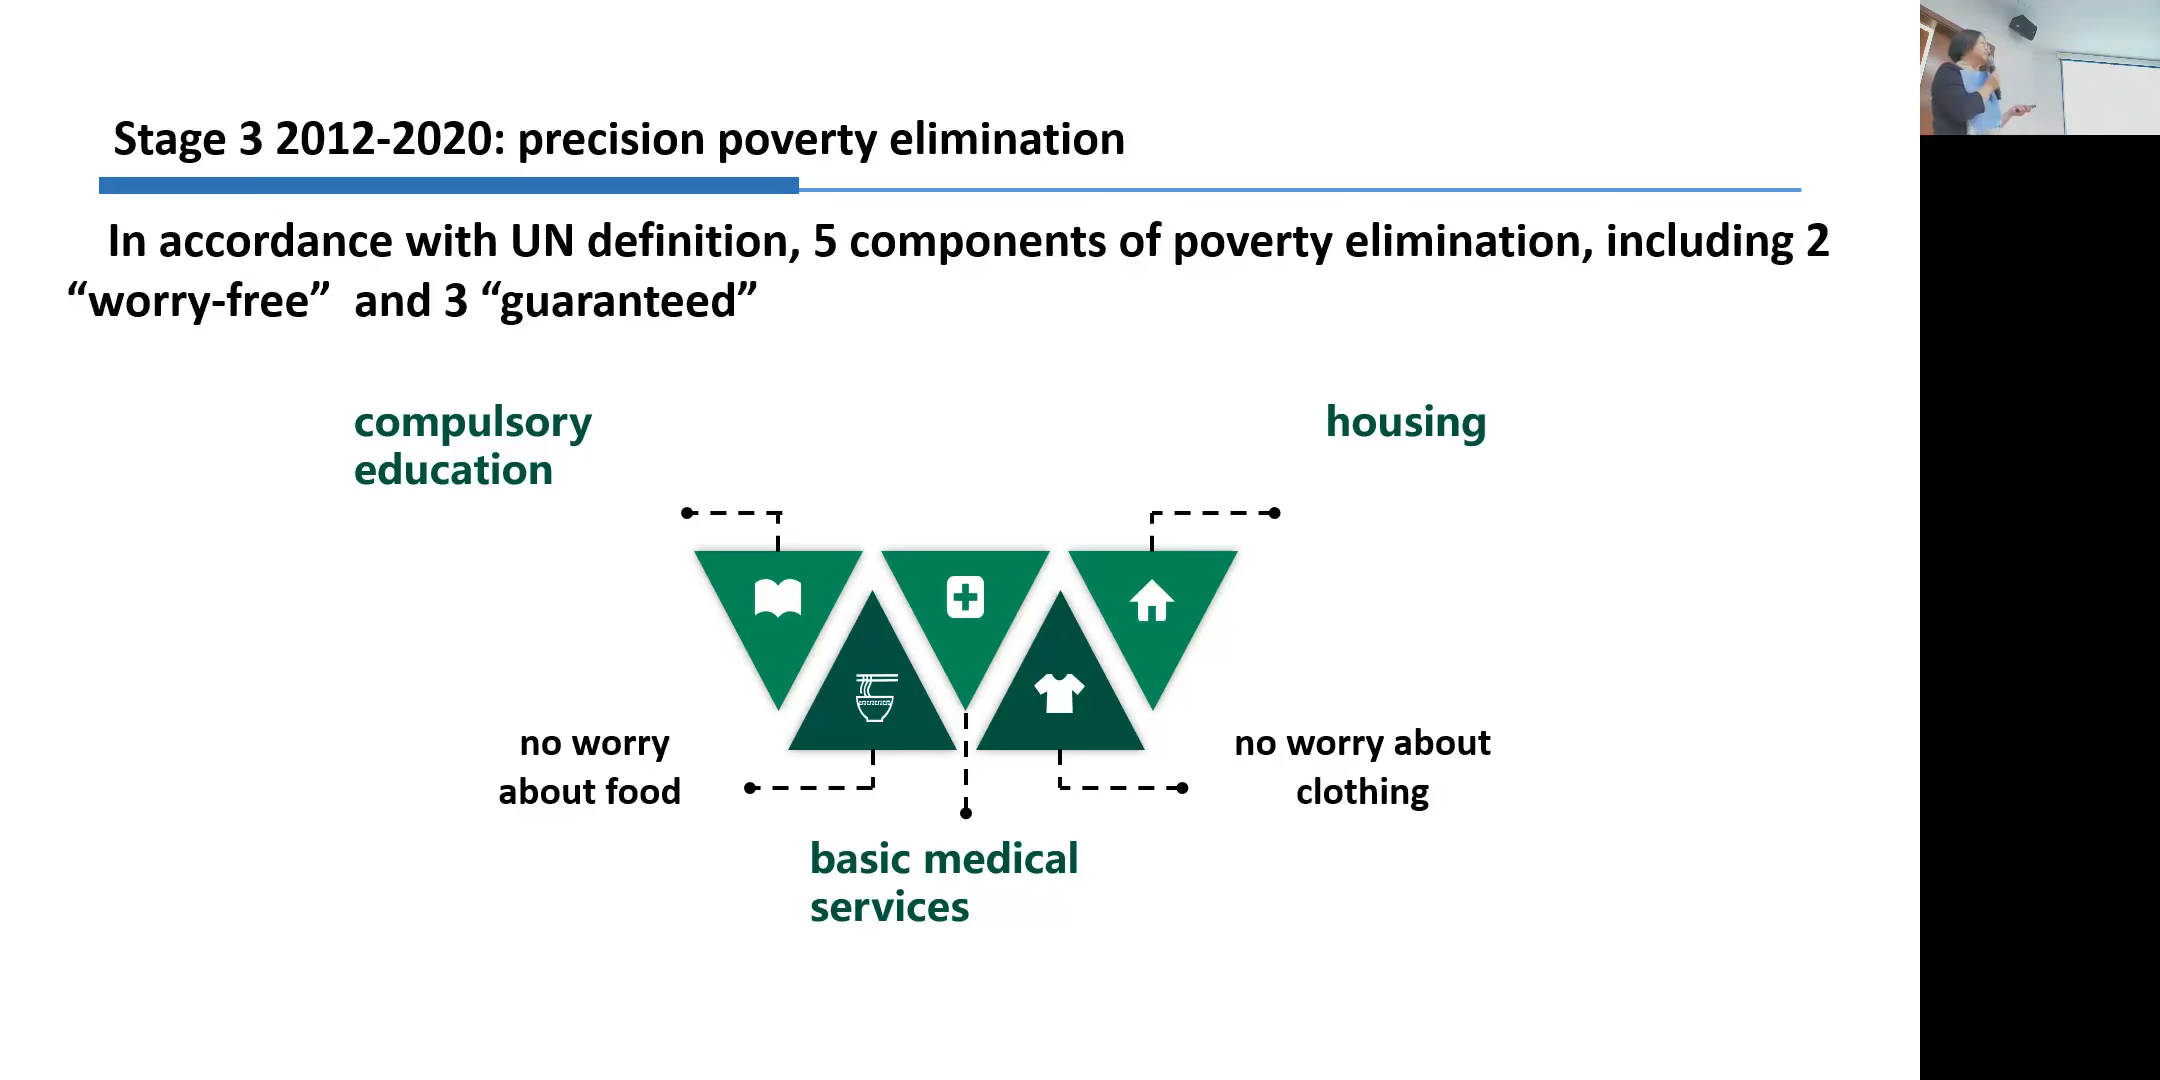 Stage 3 2012-2020: precision poverty elimination
In accordance with UN definition, 5 components of poverty elimination, including 2
“worry-free” and 3 “guaranteed”
compulsory
education
housing
no worry
about food
no worry about
clothing
basic medical
services